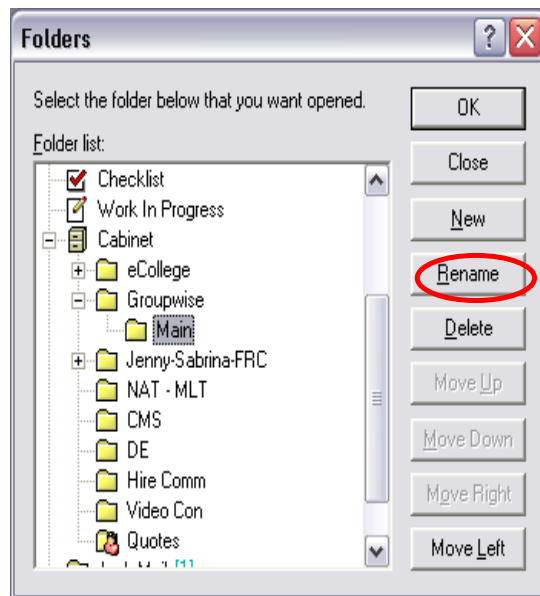 Folders
Select the folder below that you want opened.
Folder list:
Checklist
Work In Progress
Cabinet
eCollege
Groupwise
Main
Jenny-Sabrina-FRC
NAT - MLT
CMS
DE
Hire Comm
Video Con
Quotes
[1]
OK
Close
New
Rename
Delete
Move Up
Move Down
Move Right
Move Left